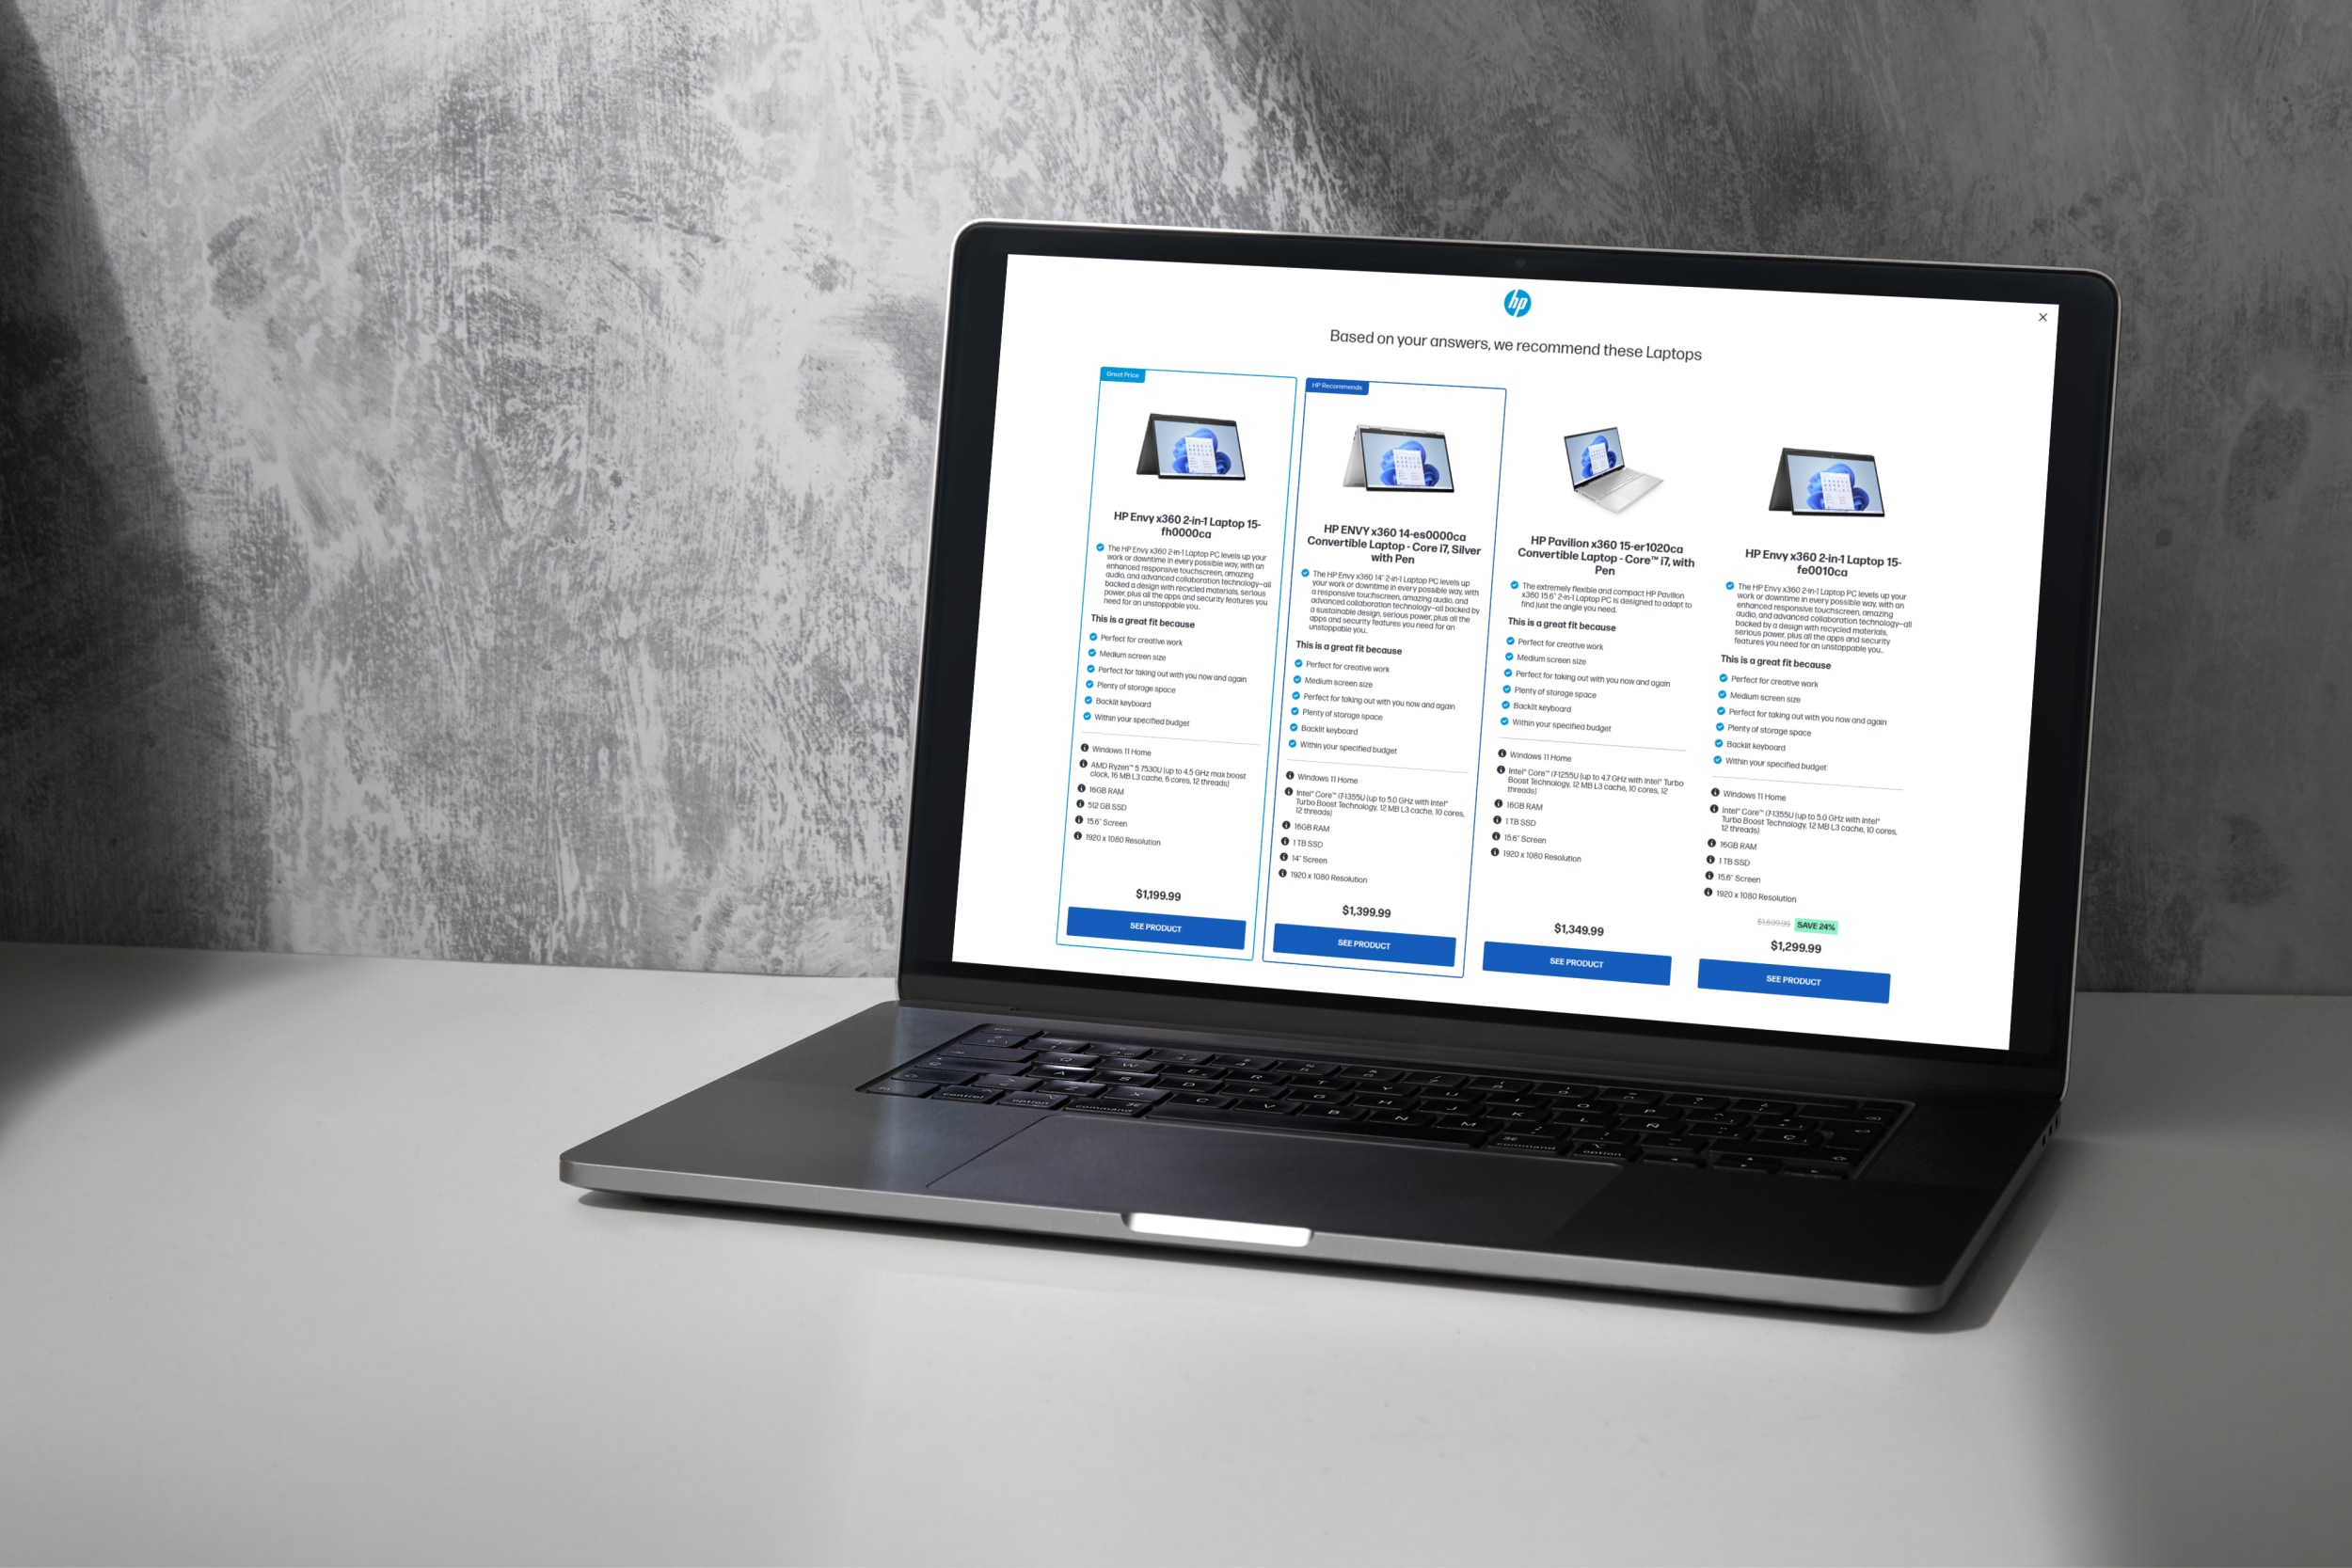 hp
Based on your answers, we recommend these Laptops
Great Price
HP Envy x360 2-in-1 Laptop 15-
fh0000ca
The HP Envy x360 2-in-1 Laptop PC levels up your
work or downtime in every possible way, with an
enhanced responsive touchscreen, amazing
audio, and advanced collaboration technology—all
backed a design with recycled materials, serious
power, plus all the apps and security features you
need for an unstoppable you..
This is a great fit because
Perfect for creative work
Medium screen size
Perfect for taking out with you now and again
Plenty of storage space
Backlit keyboard
Within your specified budget
Windows 11 Home
AMD Ryzen™ 5 7530U (up to 4.5 GHz max boost
clock, 16 MB L3 cache, 6 cores, 12 threads)
16GB RAM
512 GB SSD
15.6" Screen
1920 x 1080 Resolution
$1,199.99
SEE PRODUCT
HP Recommends
HP ENVY x360 14-es0000ca
Convertible Laptop - Core i7, Silver
with Pen
The HP Envy x360 14" 2-in-1 Laptop PC levels up
your work or downtime in every possible way, with
a responsive touchscreen, amazing audio, and
advanced collaboration technology—all backed by
a sustainable design, serious power, plus all the
apps and security features you need for an
unstoppable you..
This is a great fit because
Perfect for creative work
Medium screen size
Perfect for taking out with you now and again
Plenty of storage space
Backlit keyboard
Within your specified budget
Windows 11 Home
Intel® Core™ i7-1355U (up to 5.0 GHz with Intel®
Turbo Boost Technology, 12 MB L3 cache, 10 cores,
12 threads)
16GB RAM
1 TB SSD
14" Screen
1920 x 1080 Resolution
$1,399.99
SEE PRODUCT
HP Pavilion x360 15-er1020ca
Convertible Laptop - Core™ i7, with
Pen
The extremely flexible and compact HP Pavilion
x360 15.6" 2-in-1 Laptop PC is designed to adapt to
find just the angle you need.
This is a great fit because
Perfect for creative work
Medium screen size
Perfect for taking out with you now and again
Plenty of storage space
Backlit keyboard
Within your specified budget
Windows 11 Home
Intel® Core™ i7-1255U (up to 4.7 GHz with Intel® Turbo
Boost Technology, 12 MB L3 cache, 10 cores, 12
threads)
16GB RAM
1 TB SSD
15.6" Screen
1920 x 1080 Resolution
$1,349.99
SEE PRODUCT
HP Envy x360 2-in-1 Laptop 15-
fe0010ca
The HP Envy x360 2-in-1 Laptop PC levels up your
work or downtime in every possible way, with an
enhanced responsive touchscreen, amazing
audio, and advanced collaboration technology—all
backed by a design with recycled materials,
serious power, plus all the apps and security
features you need for an unstoppable you..
This is a great fit because
Perfect for creative work
Medium screen size
Perfect for taking out with you now and again
Plenty of storage space
Backlit keyboard
Within your specified budget
Windows 11 Home
Intel® Core™ i7-1355U (up to 5.0 GHz with Intel®
Turbo Boost Technology, 12 MB L3 cache, 10 cores,
12 threads)
16GB RAM
1 TB SSD
15.6" Screen
1920 x 1080 Resolution
$1,699.99 SAVE 24%
$1,299.99
SEE PRODUCT
Q W E R T Y U I O P
A S D F G H J K L Ñ
Z X C V B N M
control option command command option